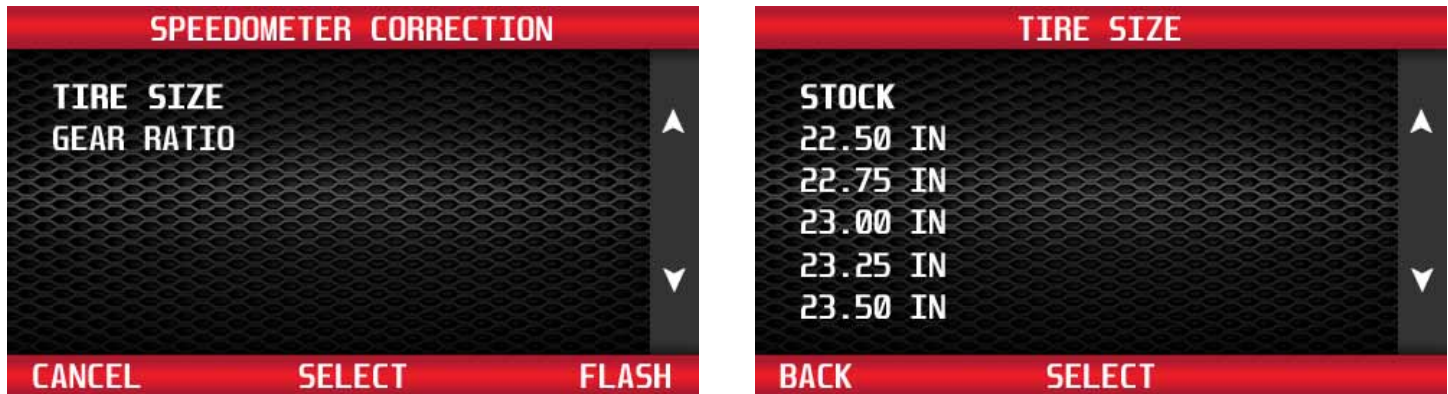 SPEEDOMETER CORRECTION
TIRE SIZE
GEAR RATIO
CANCEL SELECT FLASH
TIRE SIZE
STOCK
22.50 IN
22.75 IN
23.00 IN
23.25 IN
23.50 IN
BACK SELECT